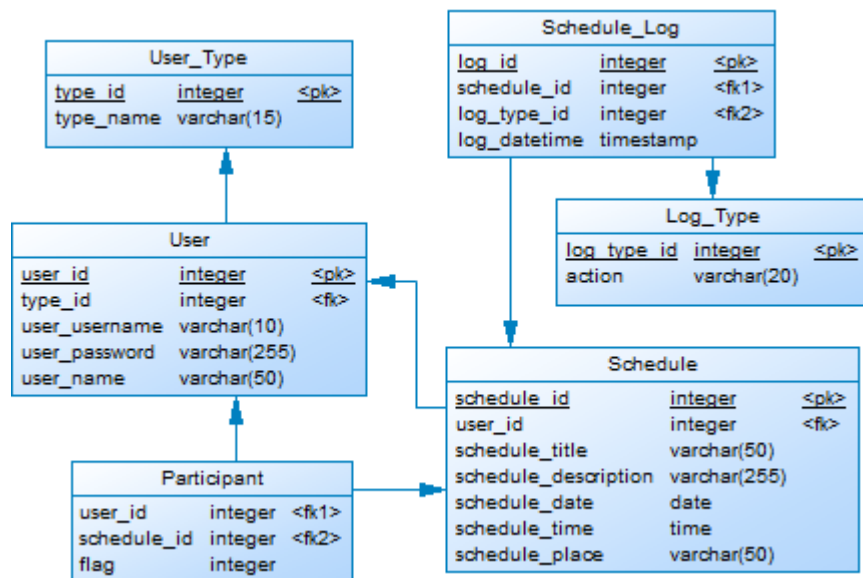 User_Type
type_id integer <pk>
type_name varchar(15)
Schedule_Log
log_id integer <pk>
schedule_id integer <fk1>
log_type_id integer <fk2>
log_datetime timestamp
Log_Type
log_type_id integer <pk>
action varchar(20)
User
user_id integer <pk>
type_id integer <fk>
user_username varchar(10)
user_password varchar(255)
user_name varchar(50)
Schedule
schedule_id integer <pk>
user_id integer <fk>
schedule_title varchar(50)
schedule_description varchar(255)
schedule_date date
schedule_time time
schedule_place varchar(50)
Participant
user_id integer <fk1>
schedule_id integer <fk2>
flag integer